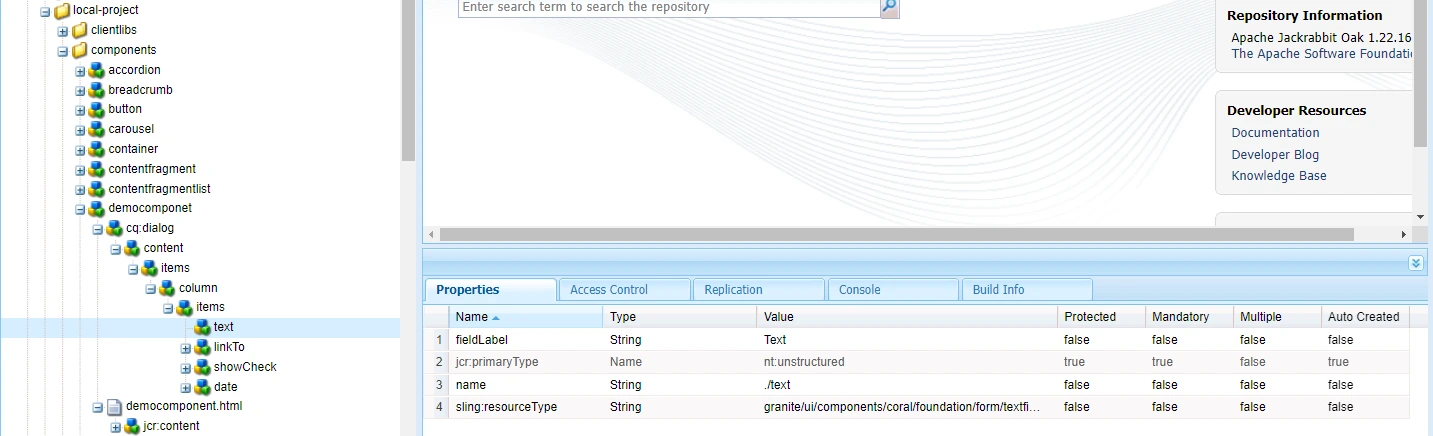 local-project
clientlibs
components
accordion
breadcrumb
button
carousel
container
contentfragment
contentfragmentlist
democomponet
cq:dialog
content
items
column
items
text
linkTo
showCheck
date
democomponent.html
jcr:content
Enter search term to search the repository
Repository Information
Apache Jackrabbit Oak 1.22.16
The Apache Software Foundatio
Developer Resources
Documentation
Developer Blog
Knowledge Base
Properties Access Control Replication Console Build Info
Name Type Value Protected Mandatory Multiple Auto Created
1 fieldLabel String Text false false false false
2 jcr:primaryType Name nt:unstructured true true false true
3 name String ./text false false false false
4 sling:resourceType String granite/ui/components/coral/foundation/form/textfi... false false false false